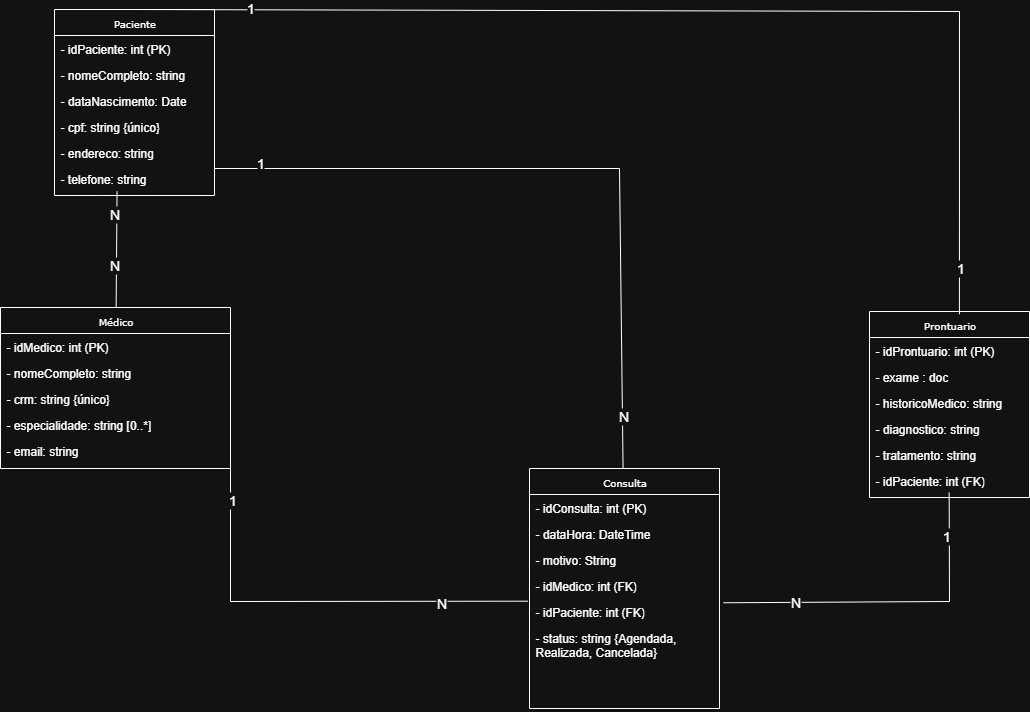 1
Paciente
- idPaciente: int (PK)
- nomeCompleto: string
- dataNascimento: Date
- cpf: string {único}
- endereco: string
- telefone: string
1
N
N
1
Médico
- idMedico: int (PK)
- nomeCompleto: string
- crm: string {único}
- especialidade: string [0..*]
- email: string
Prontuario
- idProntuario: int (PK)
- exame : doc
- historicoMedico: string
- diagnostico: string
- tratamento: string
- idPaciente: int (FK)
N
1
1
Consulta
- idConsulta: int (PK)
- dataHora: DateTime
- motivo: String
- idMedico: int (FK)
- idPaciente: int (FK)
- status: string {Agendada,
Realizada, Cancelada}
N
N